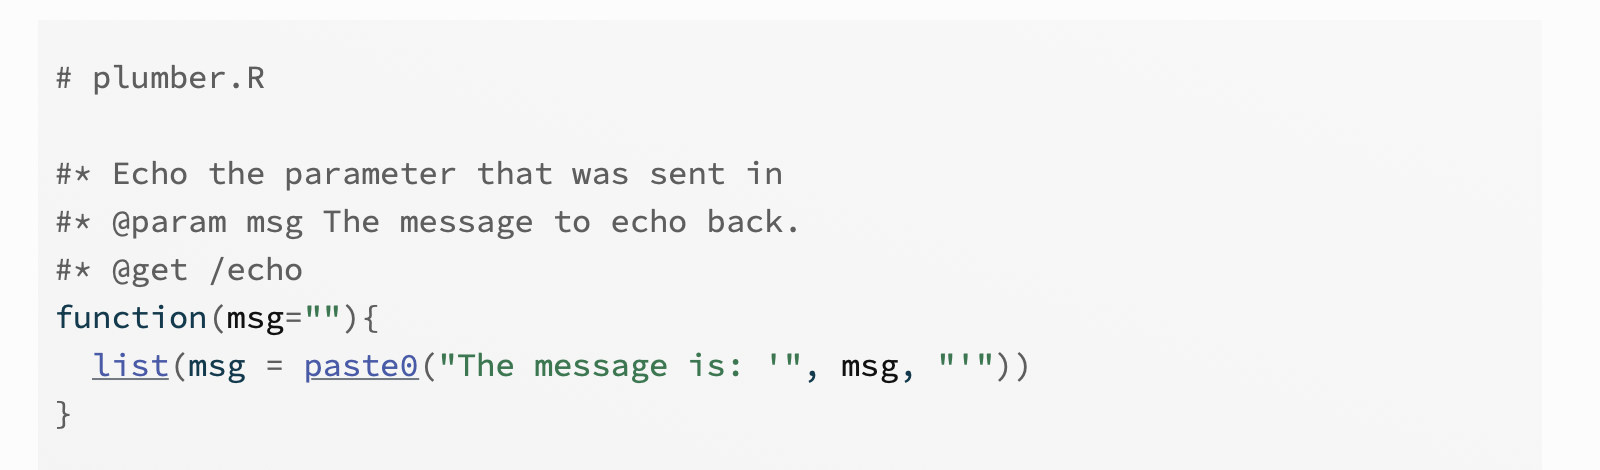 # plumber.R

#* Echo the parameter that was sent in
#* @param msg The message to echo back.
#* @get /echo
function(msg=""){
  list(msg = paste0("The message is: '", msg, "'"))
}